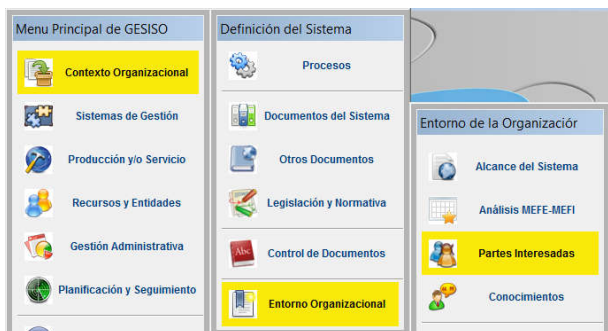 Menu Principal de GESISO
Contexto Organizacional
Sistemas de Gestión
Producción y/o Servicio
Recursos y Entidades
Gestión Administrativa
Planificación y Seguimiento
Definición del Sistema
Procesos
Documentos del Sistema
Otros Documentos
Legislación y Normativa
Abc
Control de Documentos
Entorno Organizacional
Entorno de la Organizaciór
Alcance del Sistema
Análisis MEFE-MEFI
Partes Interesadas
Conocimientos